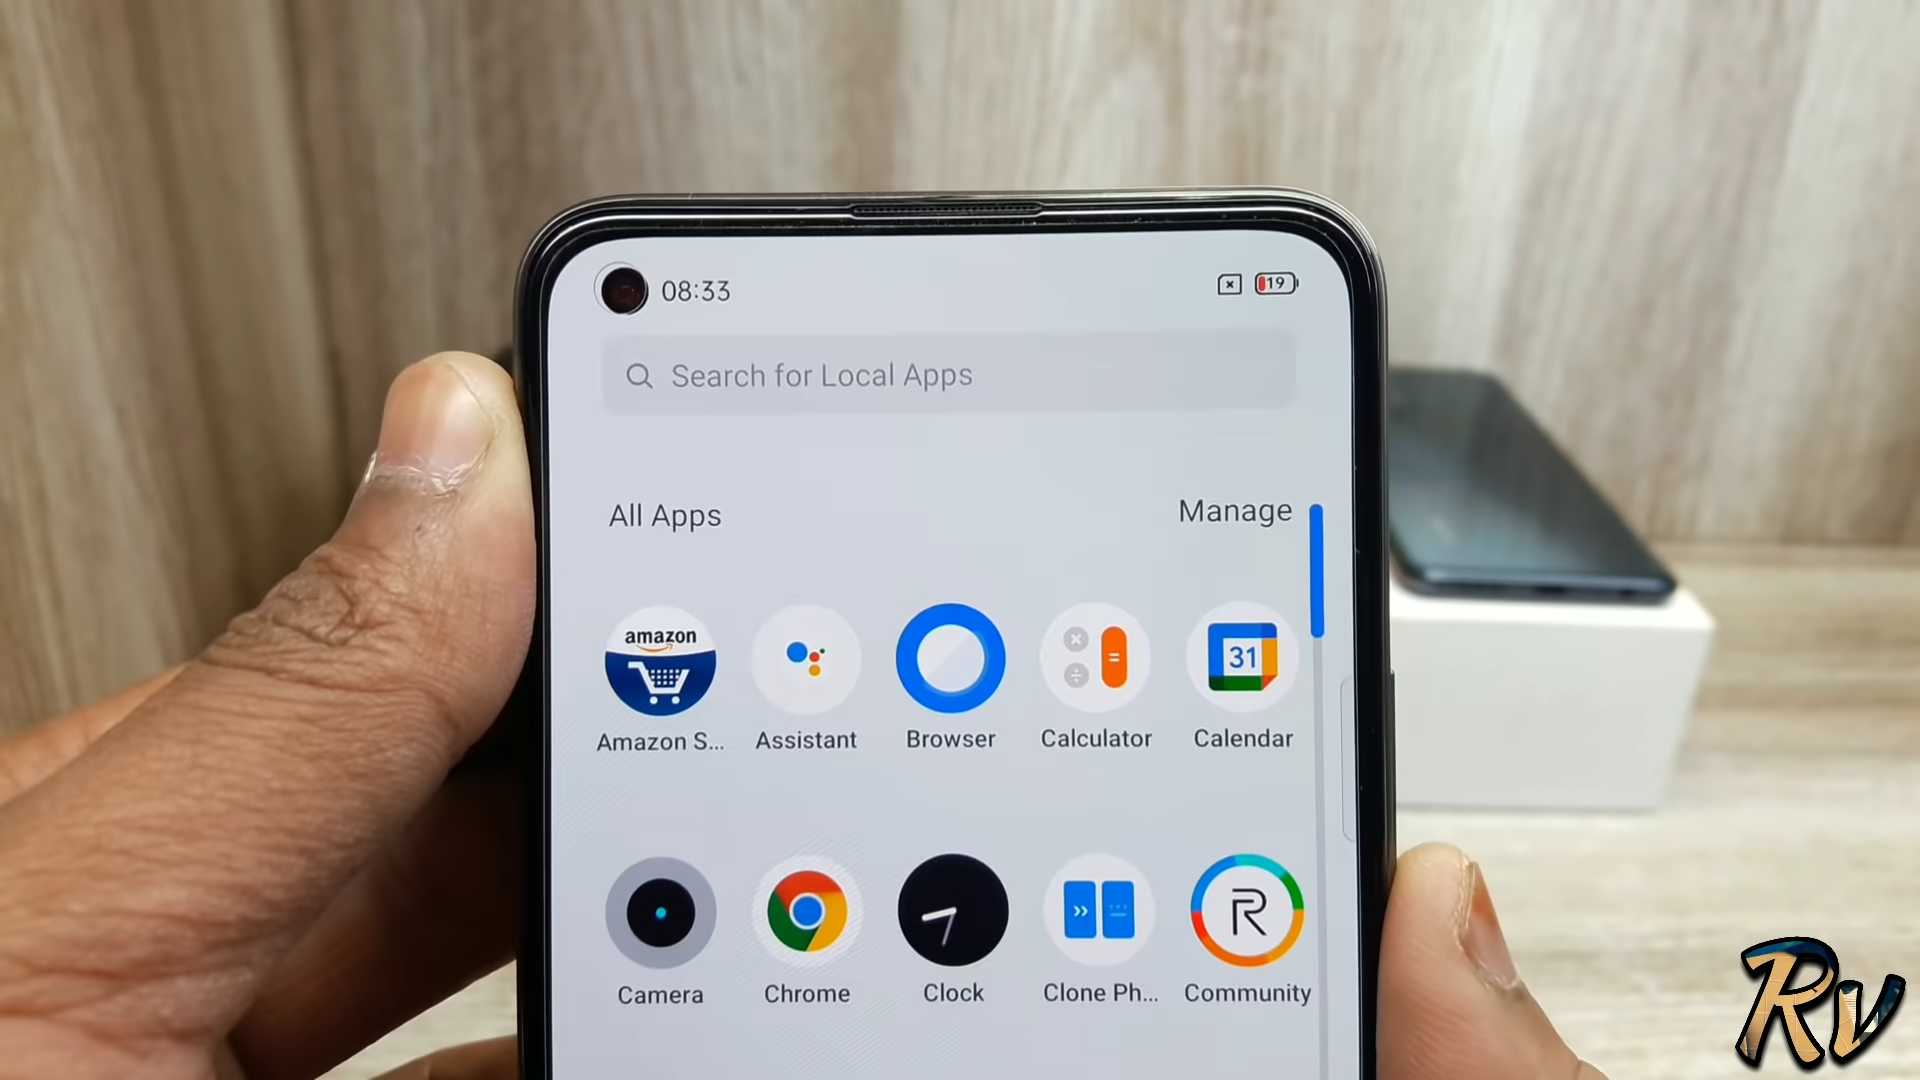 08:33
19
Search for Local Apps
All Apps
Manage
amazon
31
Amazon S...
Assistant
Browser
Calculator
Calendar
R
Camera
Chrome
Clock
Clone Ph...
Community
Rv